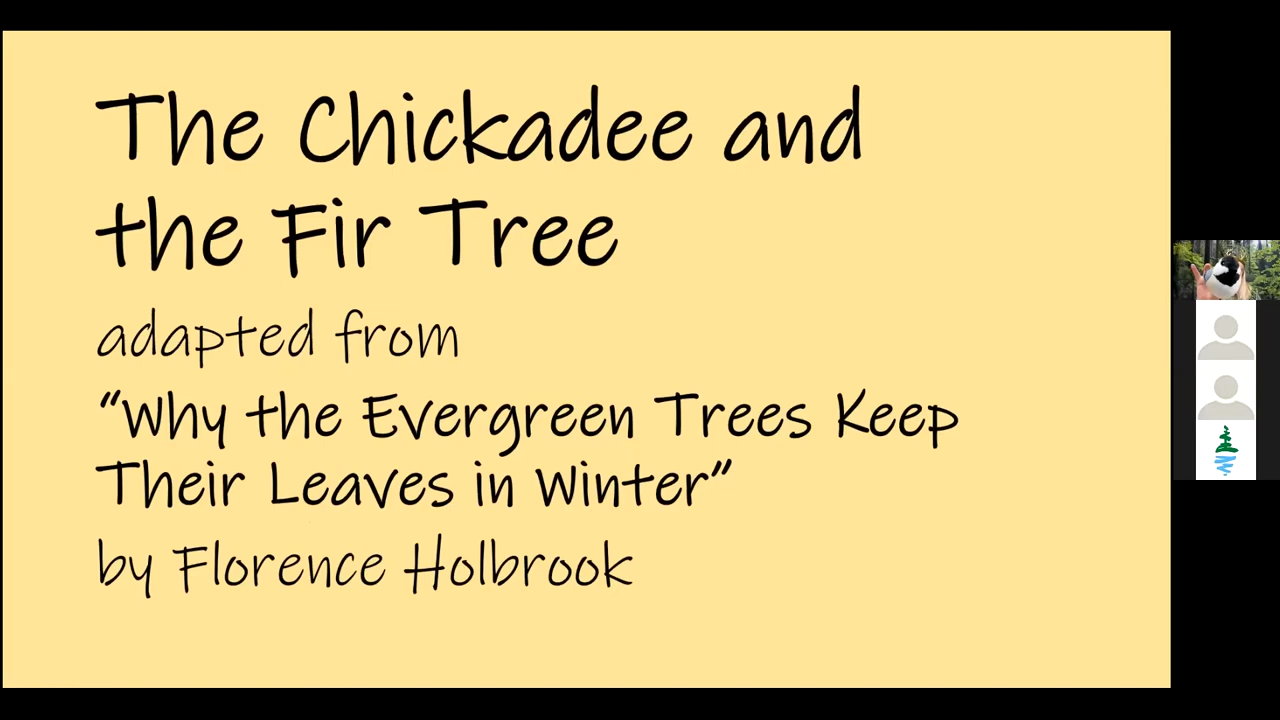 The Chickadee and
the Fir Tree
adapted from
“Why the Evergreen Trees Keep
Their Leaves in Winter”
by Florence Holbrook